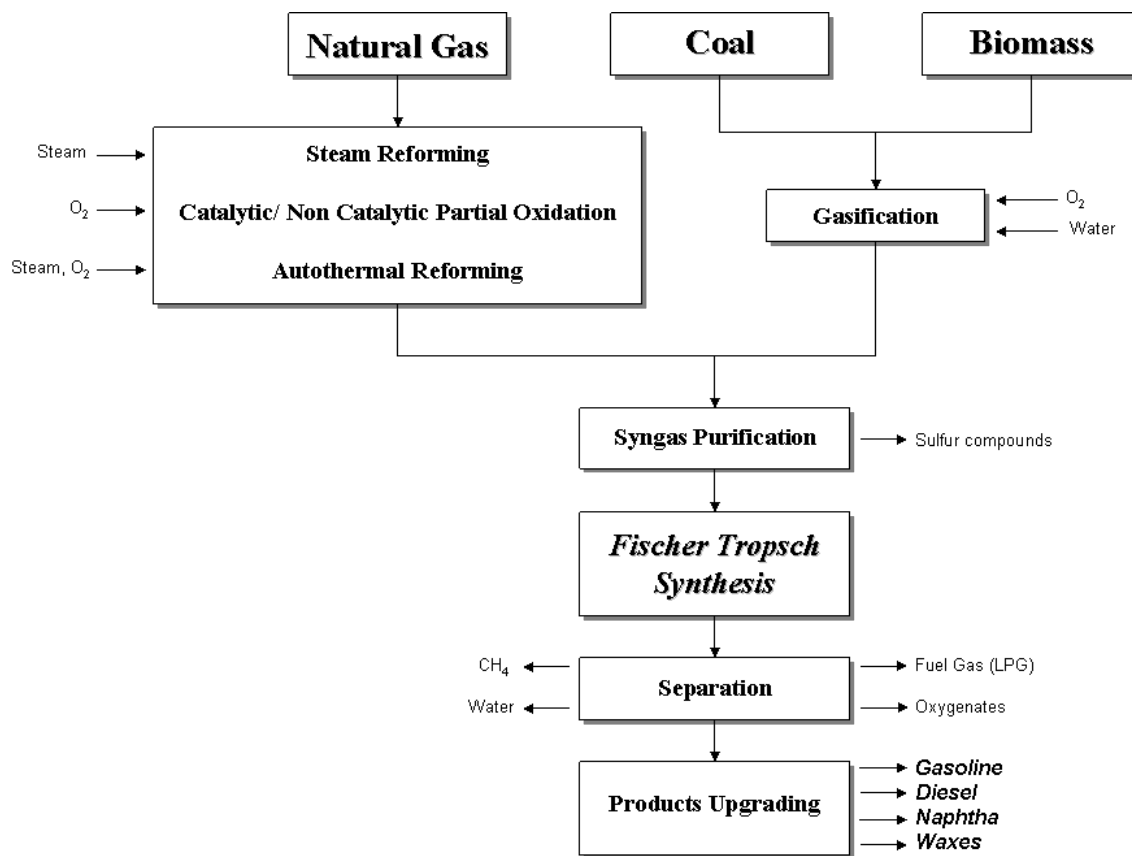 Natural Gas
Coal
Biomass
Steam
Steam Reforming
O₂
Catalytic/ Non Catalytic Partial Oxidation
Steam, O₂
Autothermal Reforming
Gasification
O₂
Water
Syngas Purification
Sulfur compounds
Fischer Tropsch
Synthesis
CH₄
Water
Separation
Fuel Gas (LPG)
Oxygenates
Products Upgrading
Gasoline
Diesel
Naphtha
Waxes